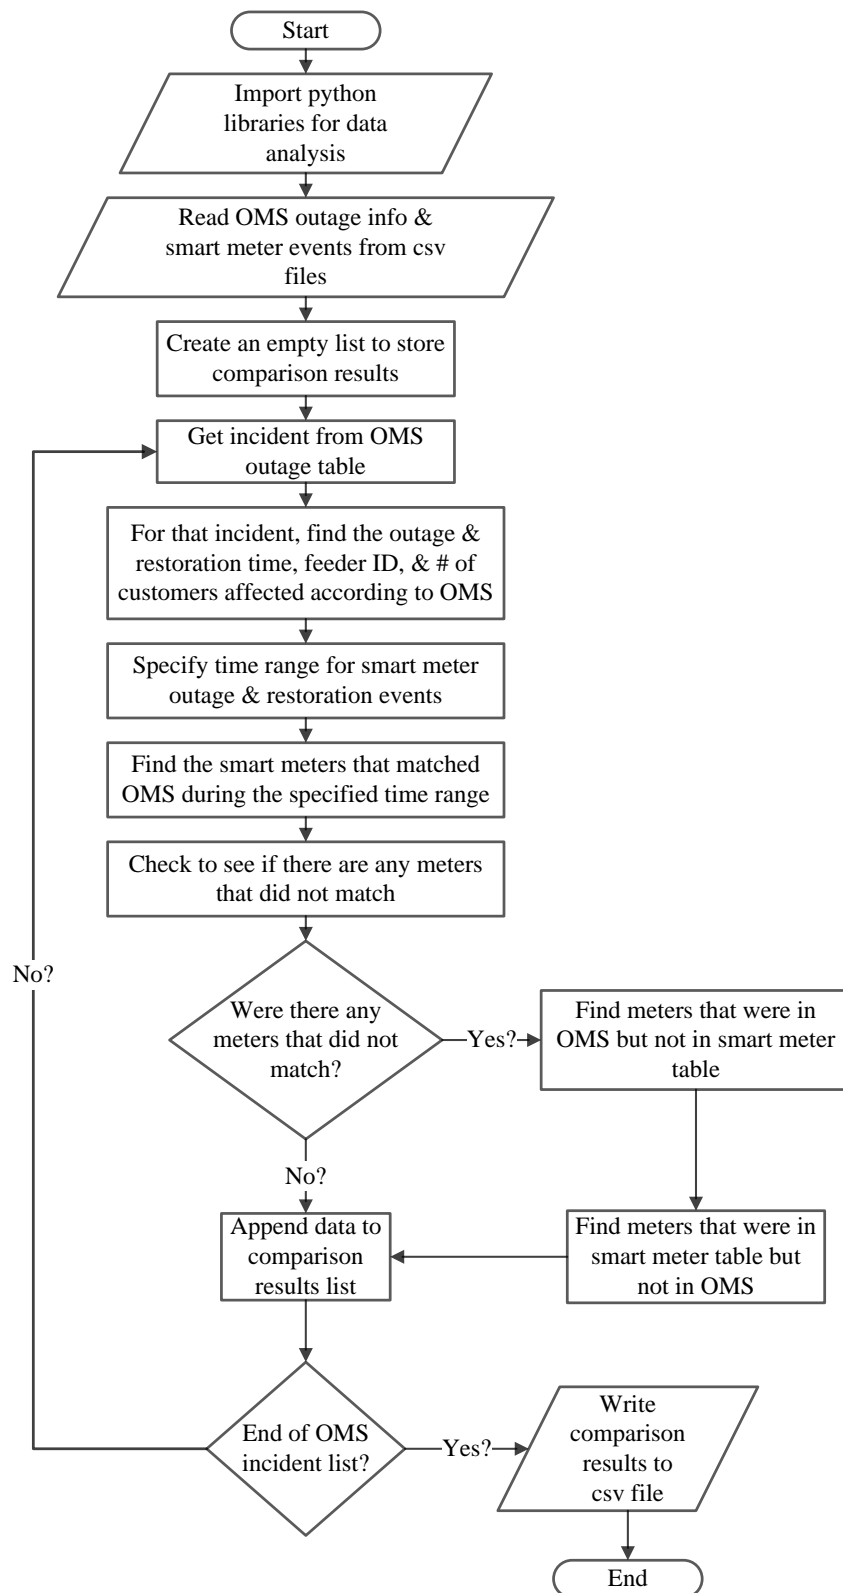 Start
Import python
libraries for data
analysis
Read OMS outage info &
smart meter events from csv
files
Create an empty list to store
comparison results
Get incident from OMS
outage table
For that incident, find the outage &
restoration time, feeder ID, & # of
customers affected according to OMS
Specify time range for smart meter
outage & restoration events
Find the smart meters that matched
OMS during the specified time range
Check to see if there are any meters
that did not match
Were there any
meters that did not
match?
Yes?
Find meters that were in
OMS but not in smart meter
table
No?
No?
Append data to
comparison
results list
Find meters that were in
smart meter table but
not in OMS
End of OMS
incident list?
Yes?
Write
comparison
results to
csv file
End